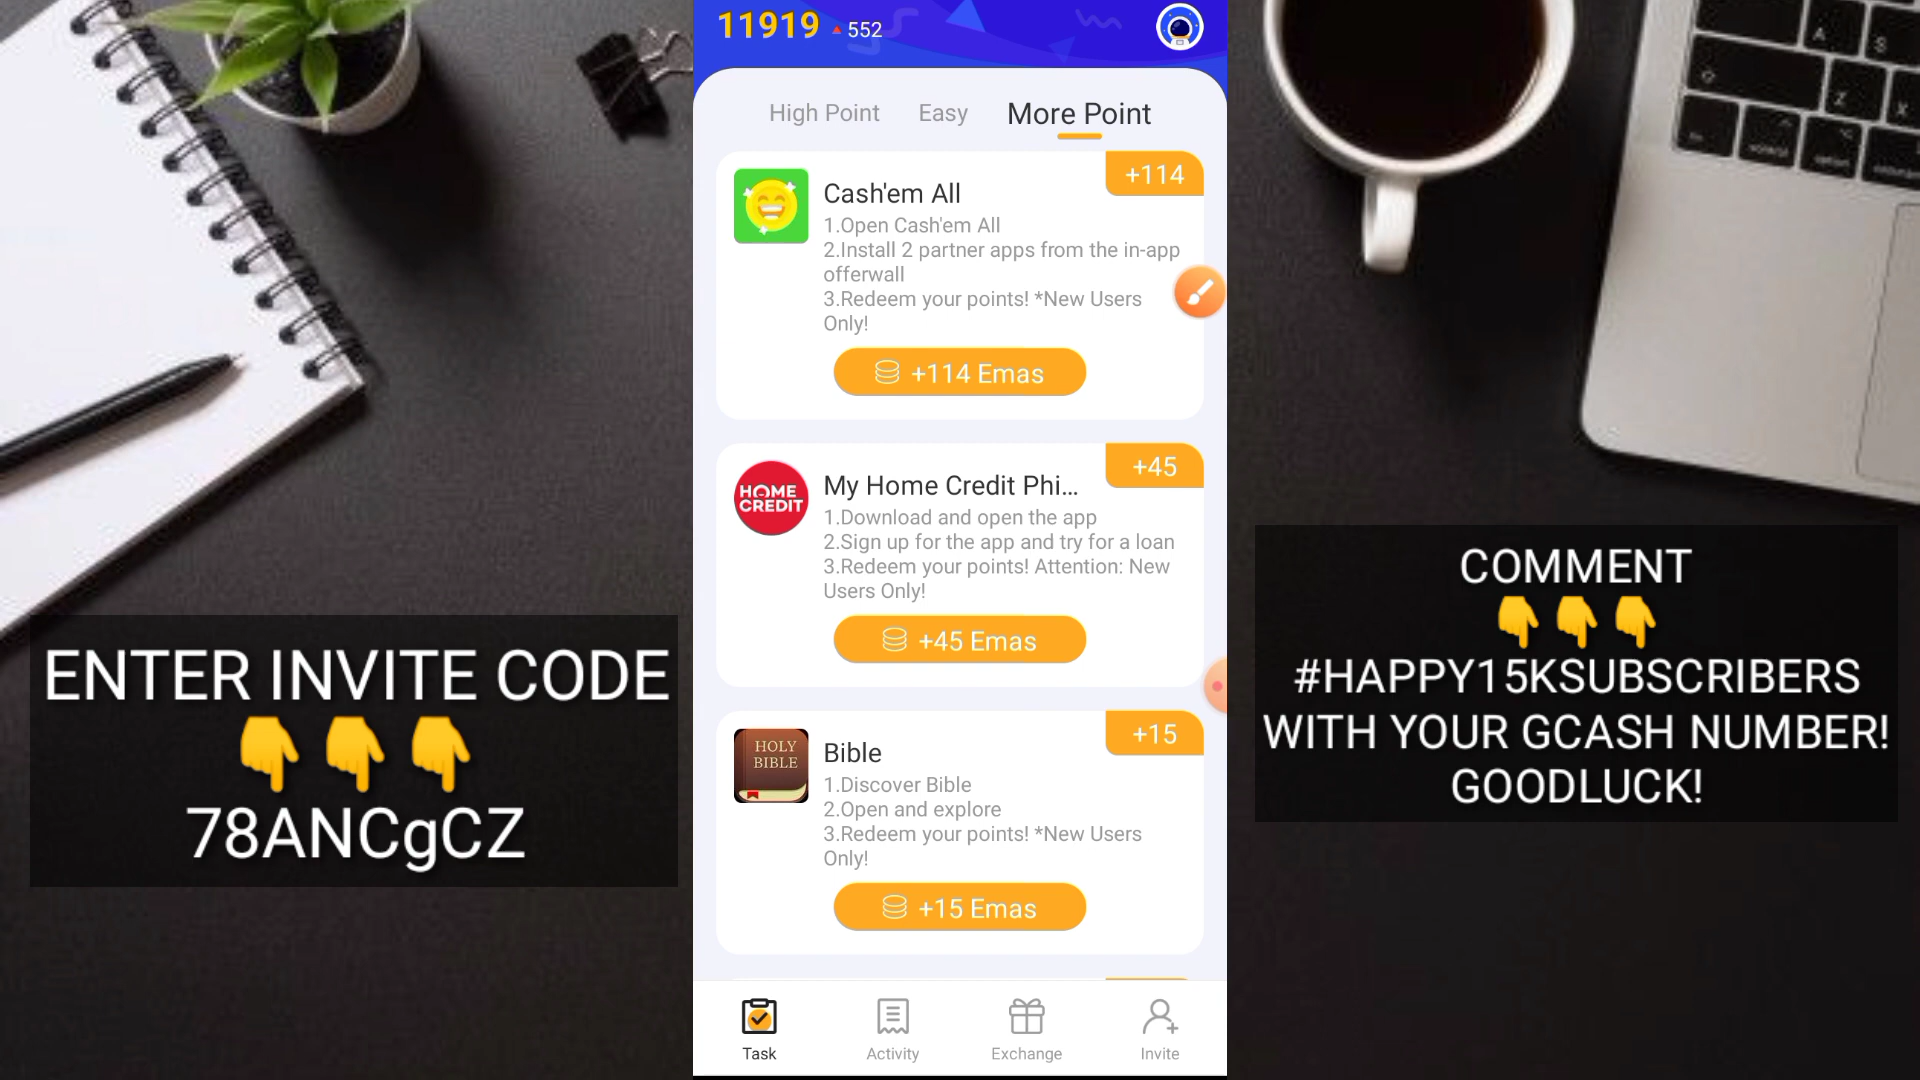 11919 552
High Point Easy More Point
+114
Cash'em All
1.Open Cash'em All
2.Install 2 partner apps from the in-app
offerwall
3.Redeem your points! *New Users
Only!
+114 Emas
+45
HOME
CREDIT
My Home Credit Phi...
1.Download and open the app
2.Sign up for the app and try for a loan
3.Redeem your points! Attention: New
Users Only!
+45 Emas
+15
HOLY
BIBLE
Bible
1.Discover Bible
2.Open and explore
3.Redeem your points! *New Users
Only!
+15 Emas
Task Activity Exchange Invite
ENTER INVITE CODE
👇👇👇
78ANCgCZ
COMMENT
👇👇👇
#HAPPY15KSUBSCRIBERS
WITH YOUR GCASH NUMBER!
GOODLUCK!
A S
Z X
control option